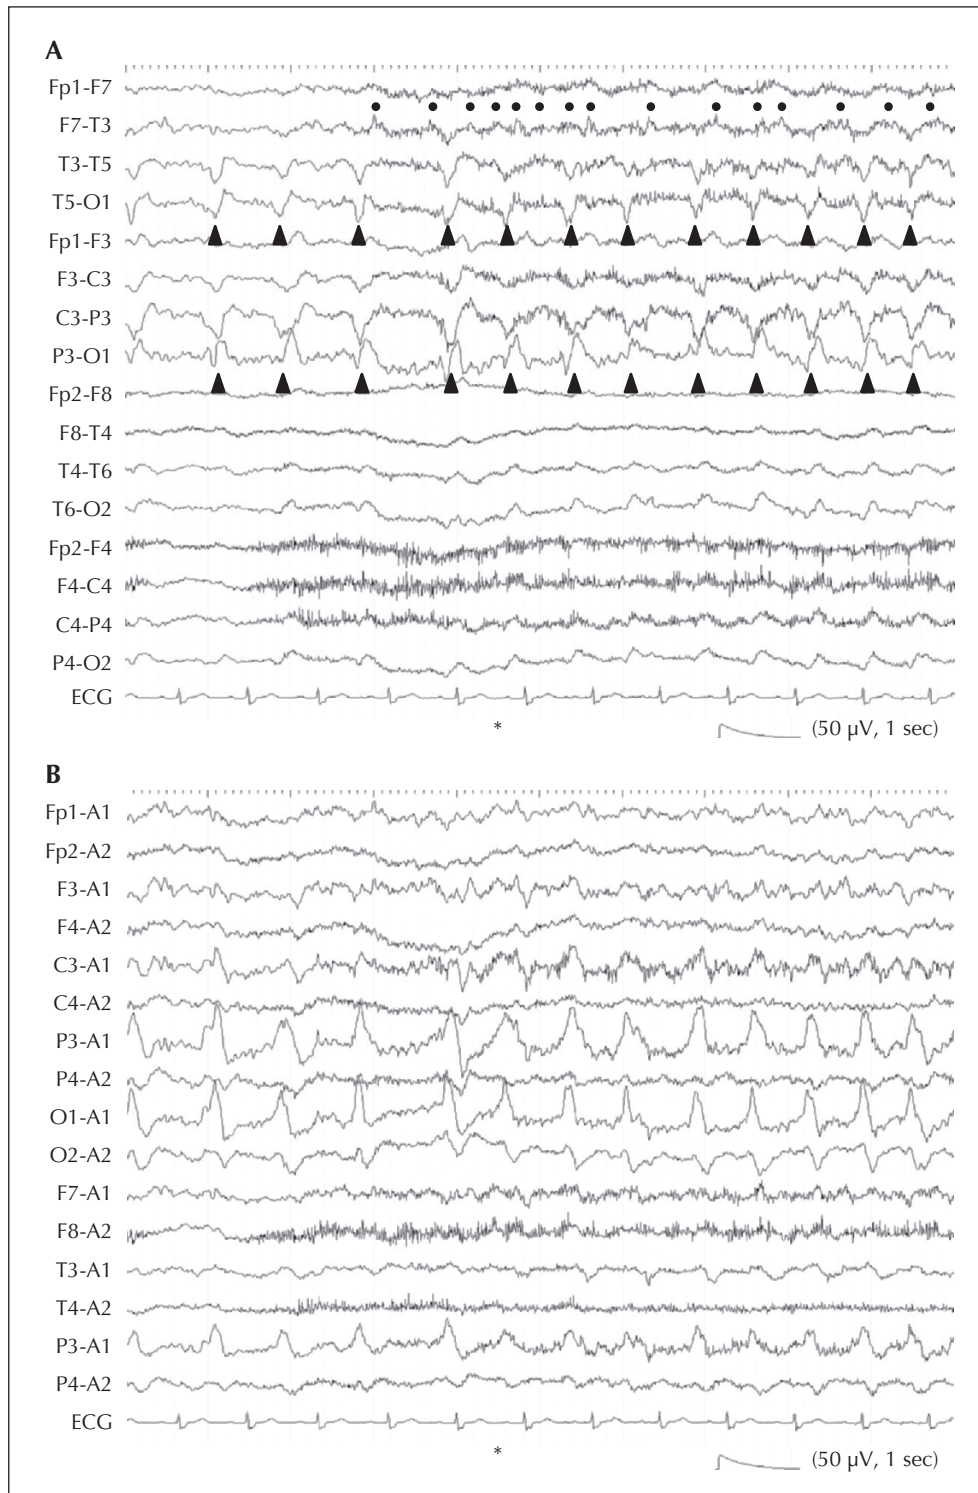 A
Fp1-F7
F7-T3
T3-T5
T5-O1
Fp1-F3
F3-C3
C3-P3
P3-O1
Fp2-F8
F8-T4
T4-T6
T6-O2
Fp2-F4
F4-C4
C4-P4
P4-O2
ECG
* (50 µV, 1 sec)
B
Fp1-A1
Fp2-A2
F3-A1
F4-A2
C3-A1
C4-A2
P3-A1
P4-A2
O1-A1
O2-A2
F7-A1
F8-A2
T3-A1
T4-A2
P3-A1
P4-A2
ECG
* (50 µV, 1 sec)